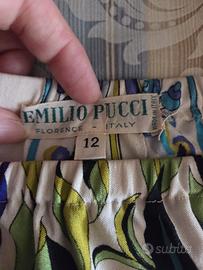 EMILIO PUCCI
FLORENCE - ITALY
12
subito